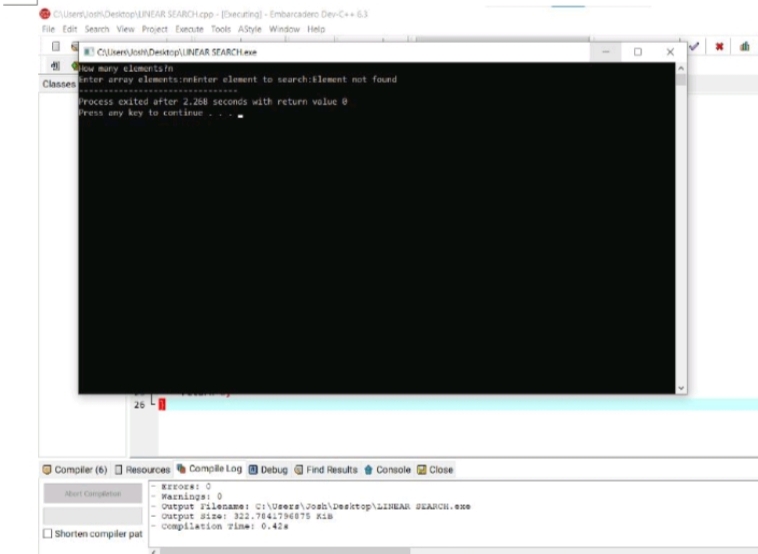 C:\Users\Josh\Desktop\LINEAR SEARCH.cpp - [Executing] - Embarcadero Dev-C++ 6.3
File Edit Search View Project Execute Tools AStyle Window Help
C:\Users\Josh\Desktop\LINEAR SEARCH.exe
How many elements?n
Enter array elements:nnEnter element to search:Element not found
--------------------------------
Process exited after 2.268 seconds with return value 0
Press any key to continue . . .
Classes
26 }
Compiler (6) Resources Compile Log Debug Find Results Console Close
Abort Compilation
Shorten compiler pat
- Errors: 0
- Warnings: 0
- Output Filename: C:\Users\Josh\Desktop\LINEAR SEARCH.exe
- Output Size: 322.7841796875 KiB
- Compilation Time: 0.42s